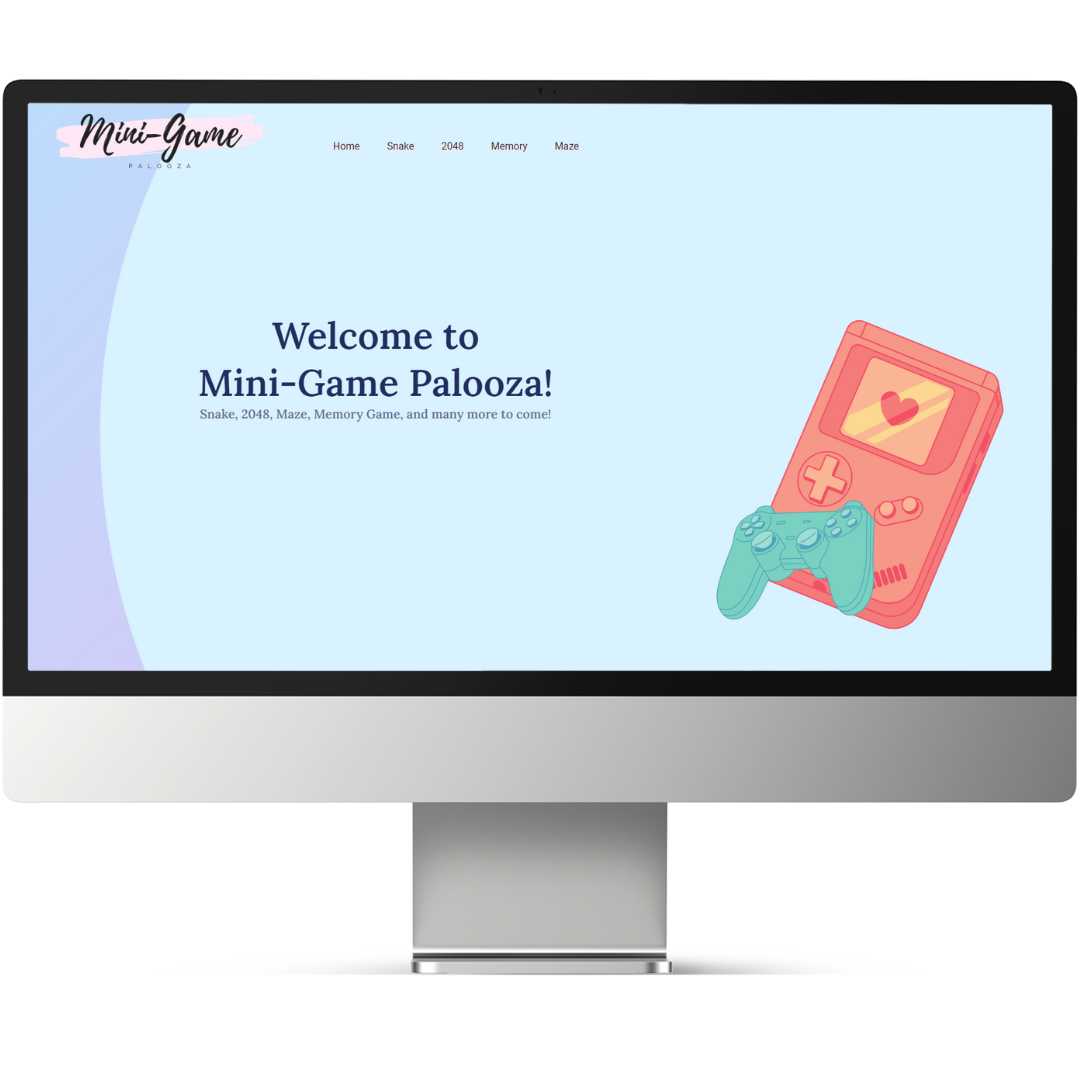 Mini-Game
PALOOZA
Home Snake 2048 Memory Maze
Welcome to
Mini-Game Palooza!
Snake, 2048, Maze, Memory Game, and many more to come!